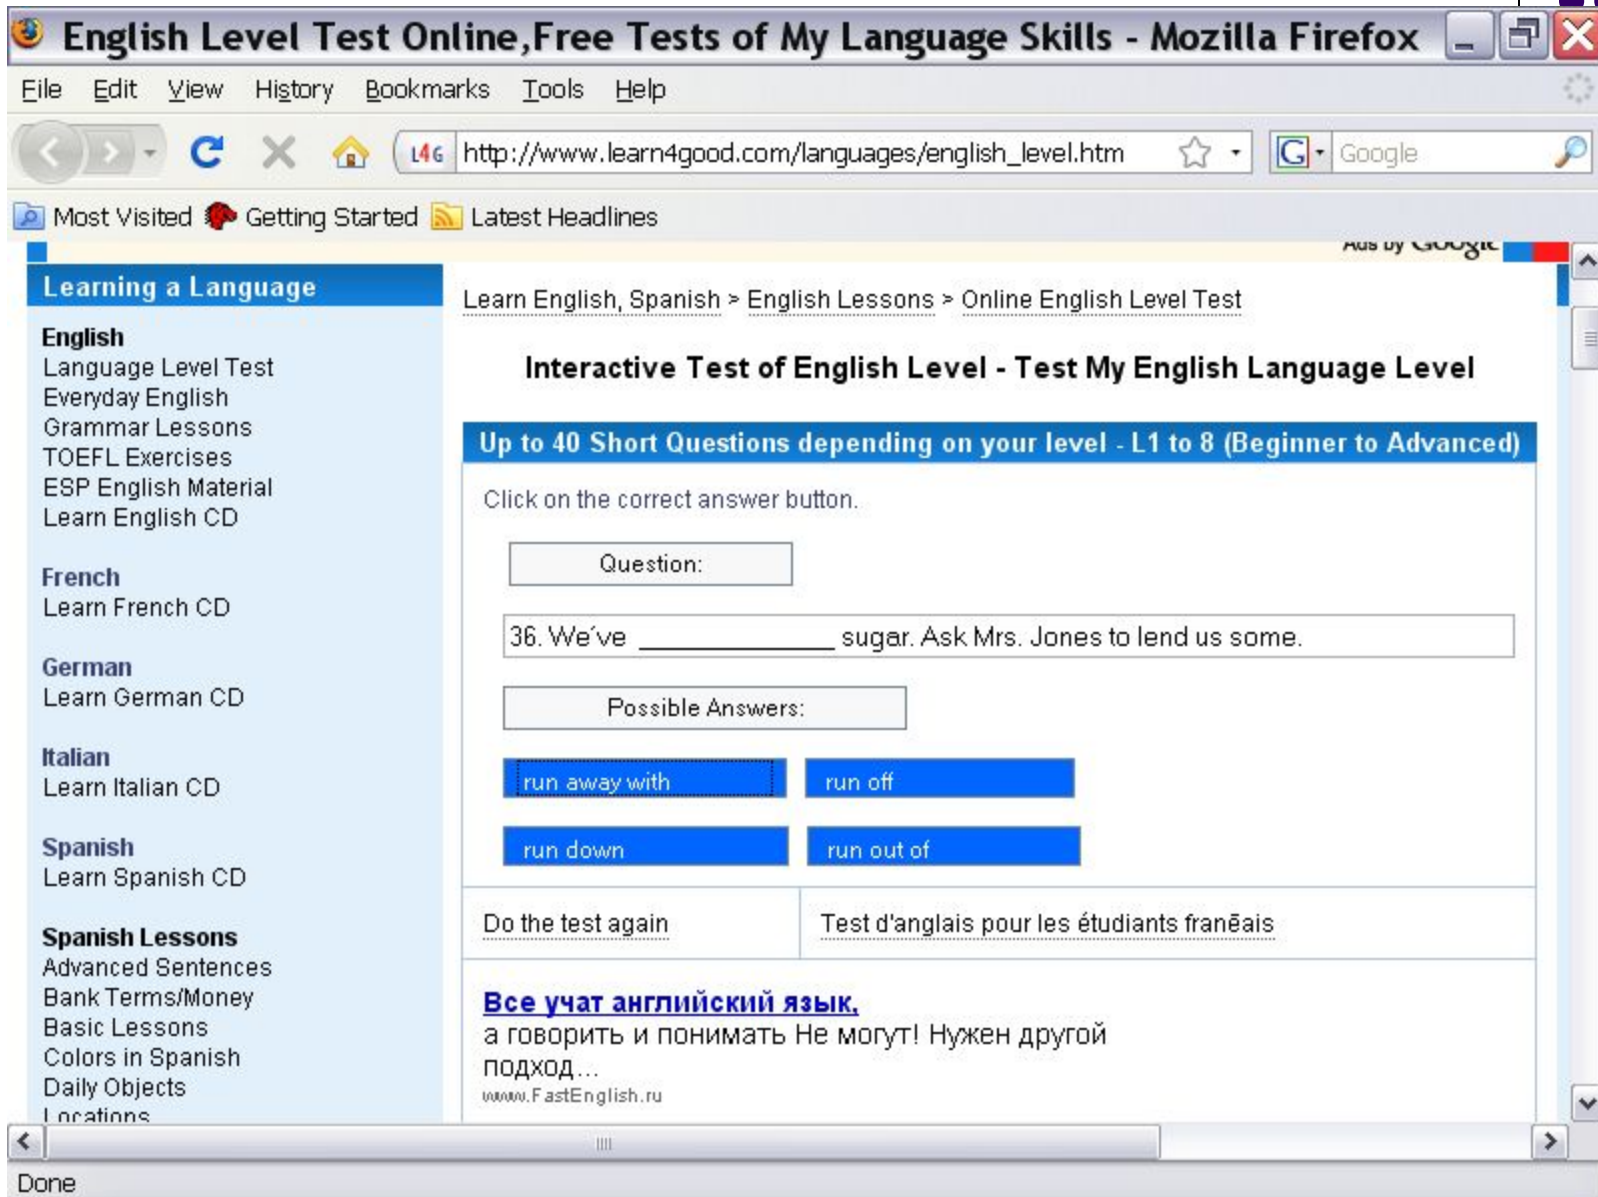 English Level Test Online,Free Tests of My Language Skills - Mozilla Firefox
File Edit View History Bookmarks Tools Help
L4G http://www.learn4good.com/languages/english_level.htm G Google
Most Visited Getting Started Latest Headlines
Ads by Google
Learning a Language
English
Language Level Test
Everyday English
Grammar Lessons
TOEFL Exercises
ESP English Material
Learn English CD
French
Learn French CD
German
Learn German CD
Italian
Learn Italian CD
Spanish
Learn Spanish CD
Spanish Lessons
Advanced Sentences
Bank Terms/Money
Basic Lessons
Colors in Spanish
Daily Objects
Locations
Learn English, Spanish > English Lessons > Online English Level Test
Interactive Test of English Level - Test My English Language Level
Up to 40 Short Questions depending on your level - L1 to 8 (Beginner to Advanced)
Click on the correct answer button.
Question:
36. We´ve ______________ sugar. Ask Mrs. Jones to lend us some.
Possible Answers:
run away with run off
run down run out of
Do the test again Test d'anglais pour les étudiants franēais
Все учат английский язык,
а говорить и понимать Не могут! Нужен другой
подход...
www.FastEnglish.ru
Done